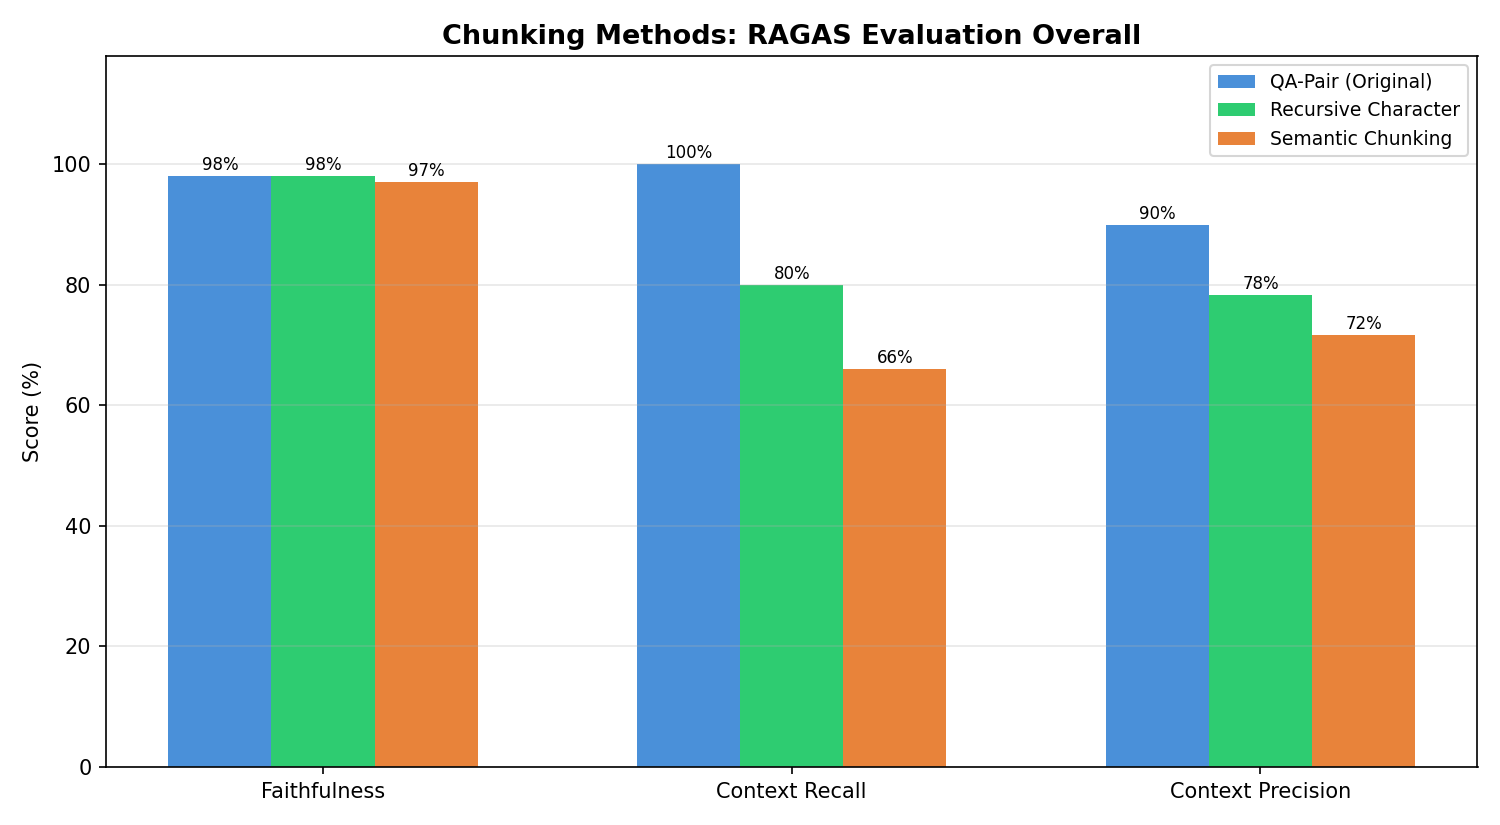 Chunking Methods: RAGAS Evaluation Overall
QA-Pair (Original)
Recursive Character
Semantic Chunking
Score (%)
100
80
60
40
20
0
98%
98%
97%
100%
80%
66%
90%
78%
72%
Faithfulness
Context Recall
Context Precision